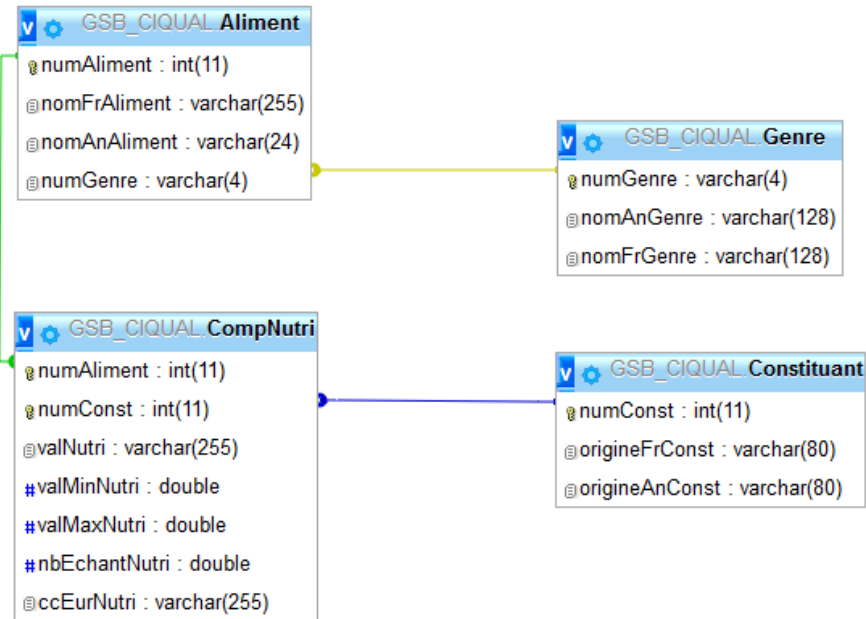 v GSB_CIQUAL.Aliment
numAliment : int(11)
nomFrAliment : varchar(255)
nomAnAliment : varchar(24)
numGenre : varchar(4)
v GSB_CIQUAL.Genre
numGenre : varchar(4)
nomAnGenre : varchar(128)
nomFrGenre : varchar(128)
v GSB_CIQUAL.CompNutri
numAliment : int(11)
numConst : int(11)
valNutri : varchar(255)
#valMinNutri : double
#valMaxNutri : double
#nbEchantNutri : double
ccEurNutri : varchar(255)
v GSB_CIQUAL.Constituant
numConst : int(11)
origineFrConst : varchar(80)
origineAnConst : varchar(80)